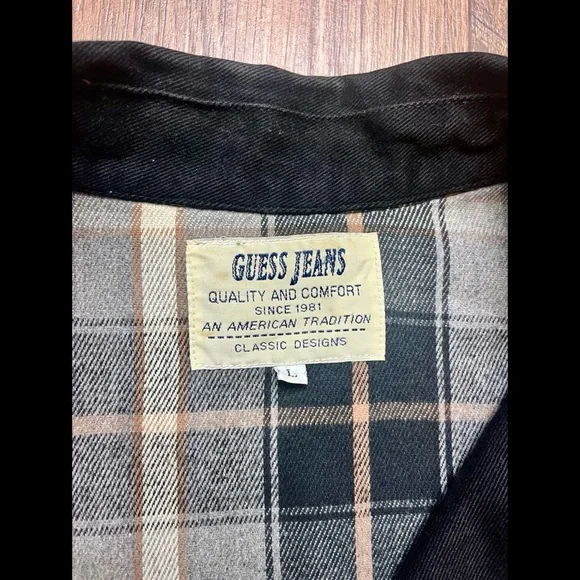 GUESS JEANS
QUALITY AND COMFORT
SINCE 1981
AN AMERICAN TRADITION
CLASSIC DESIGNS
L